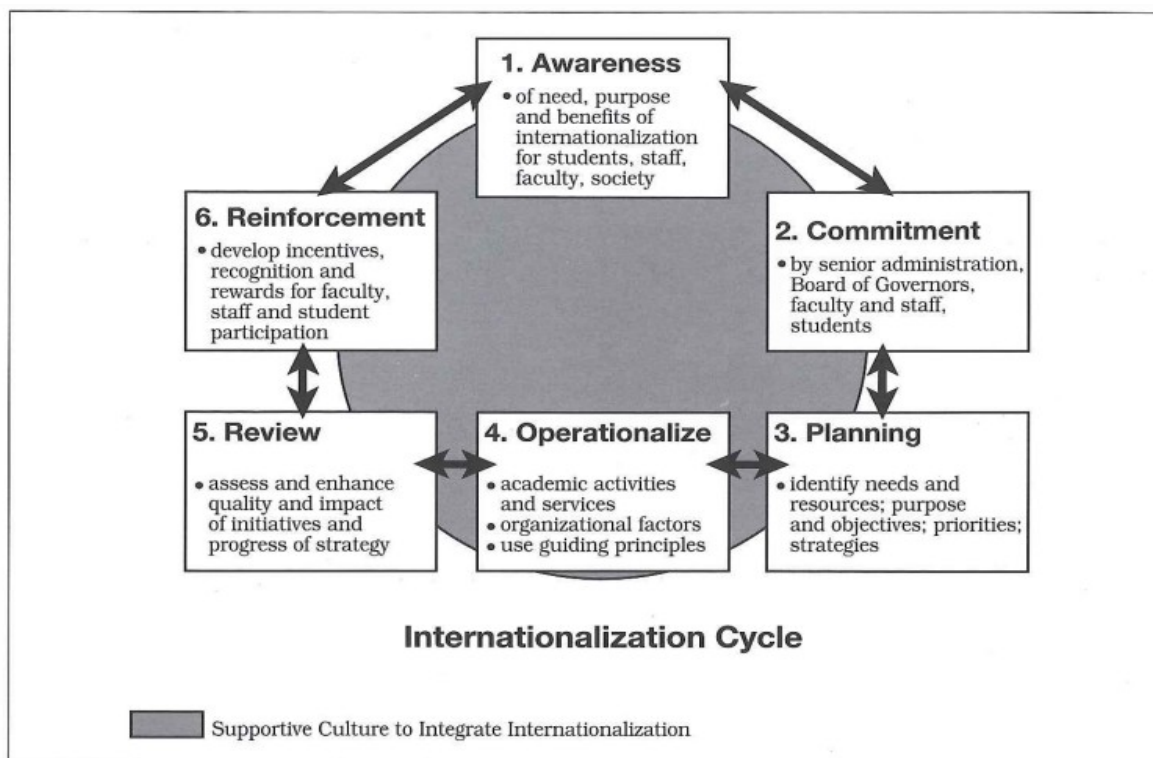 1. Awareness
• of need, purpose
and benefits of
internationalization
for students, staff,
faculty, society
6. Reinforcement
• develop incentives,
recognition and
rewards for faculty,
staff and student
participation
2. Commitment
• by senior administration,
Board of Governors,
faculty and staff,
students
5. Review
• assess and enhance
quality and impact
of initiatives and
progress of strategy
4. Operationalize
• academic activities
and services
• organizational factors
• use guiding principles
3. Planning
• identify needs and
resources; purpose
and objectives; priorities;
strategies
Internationalization Cycle
Supportive Culture to Integrate Internationalization